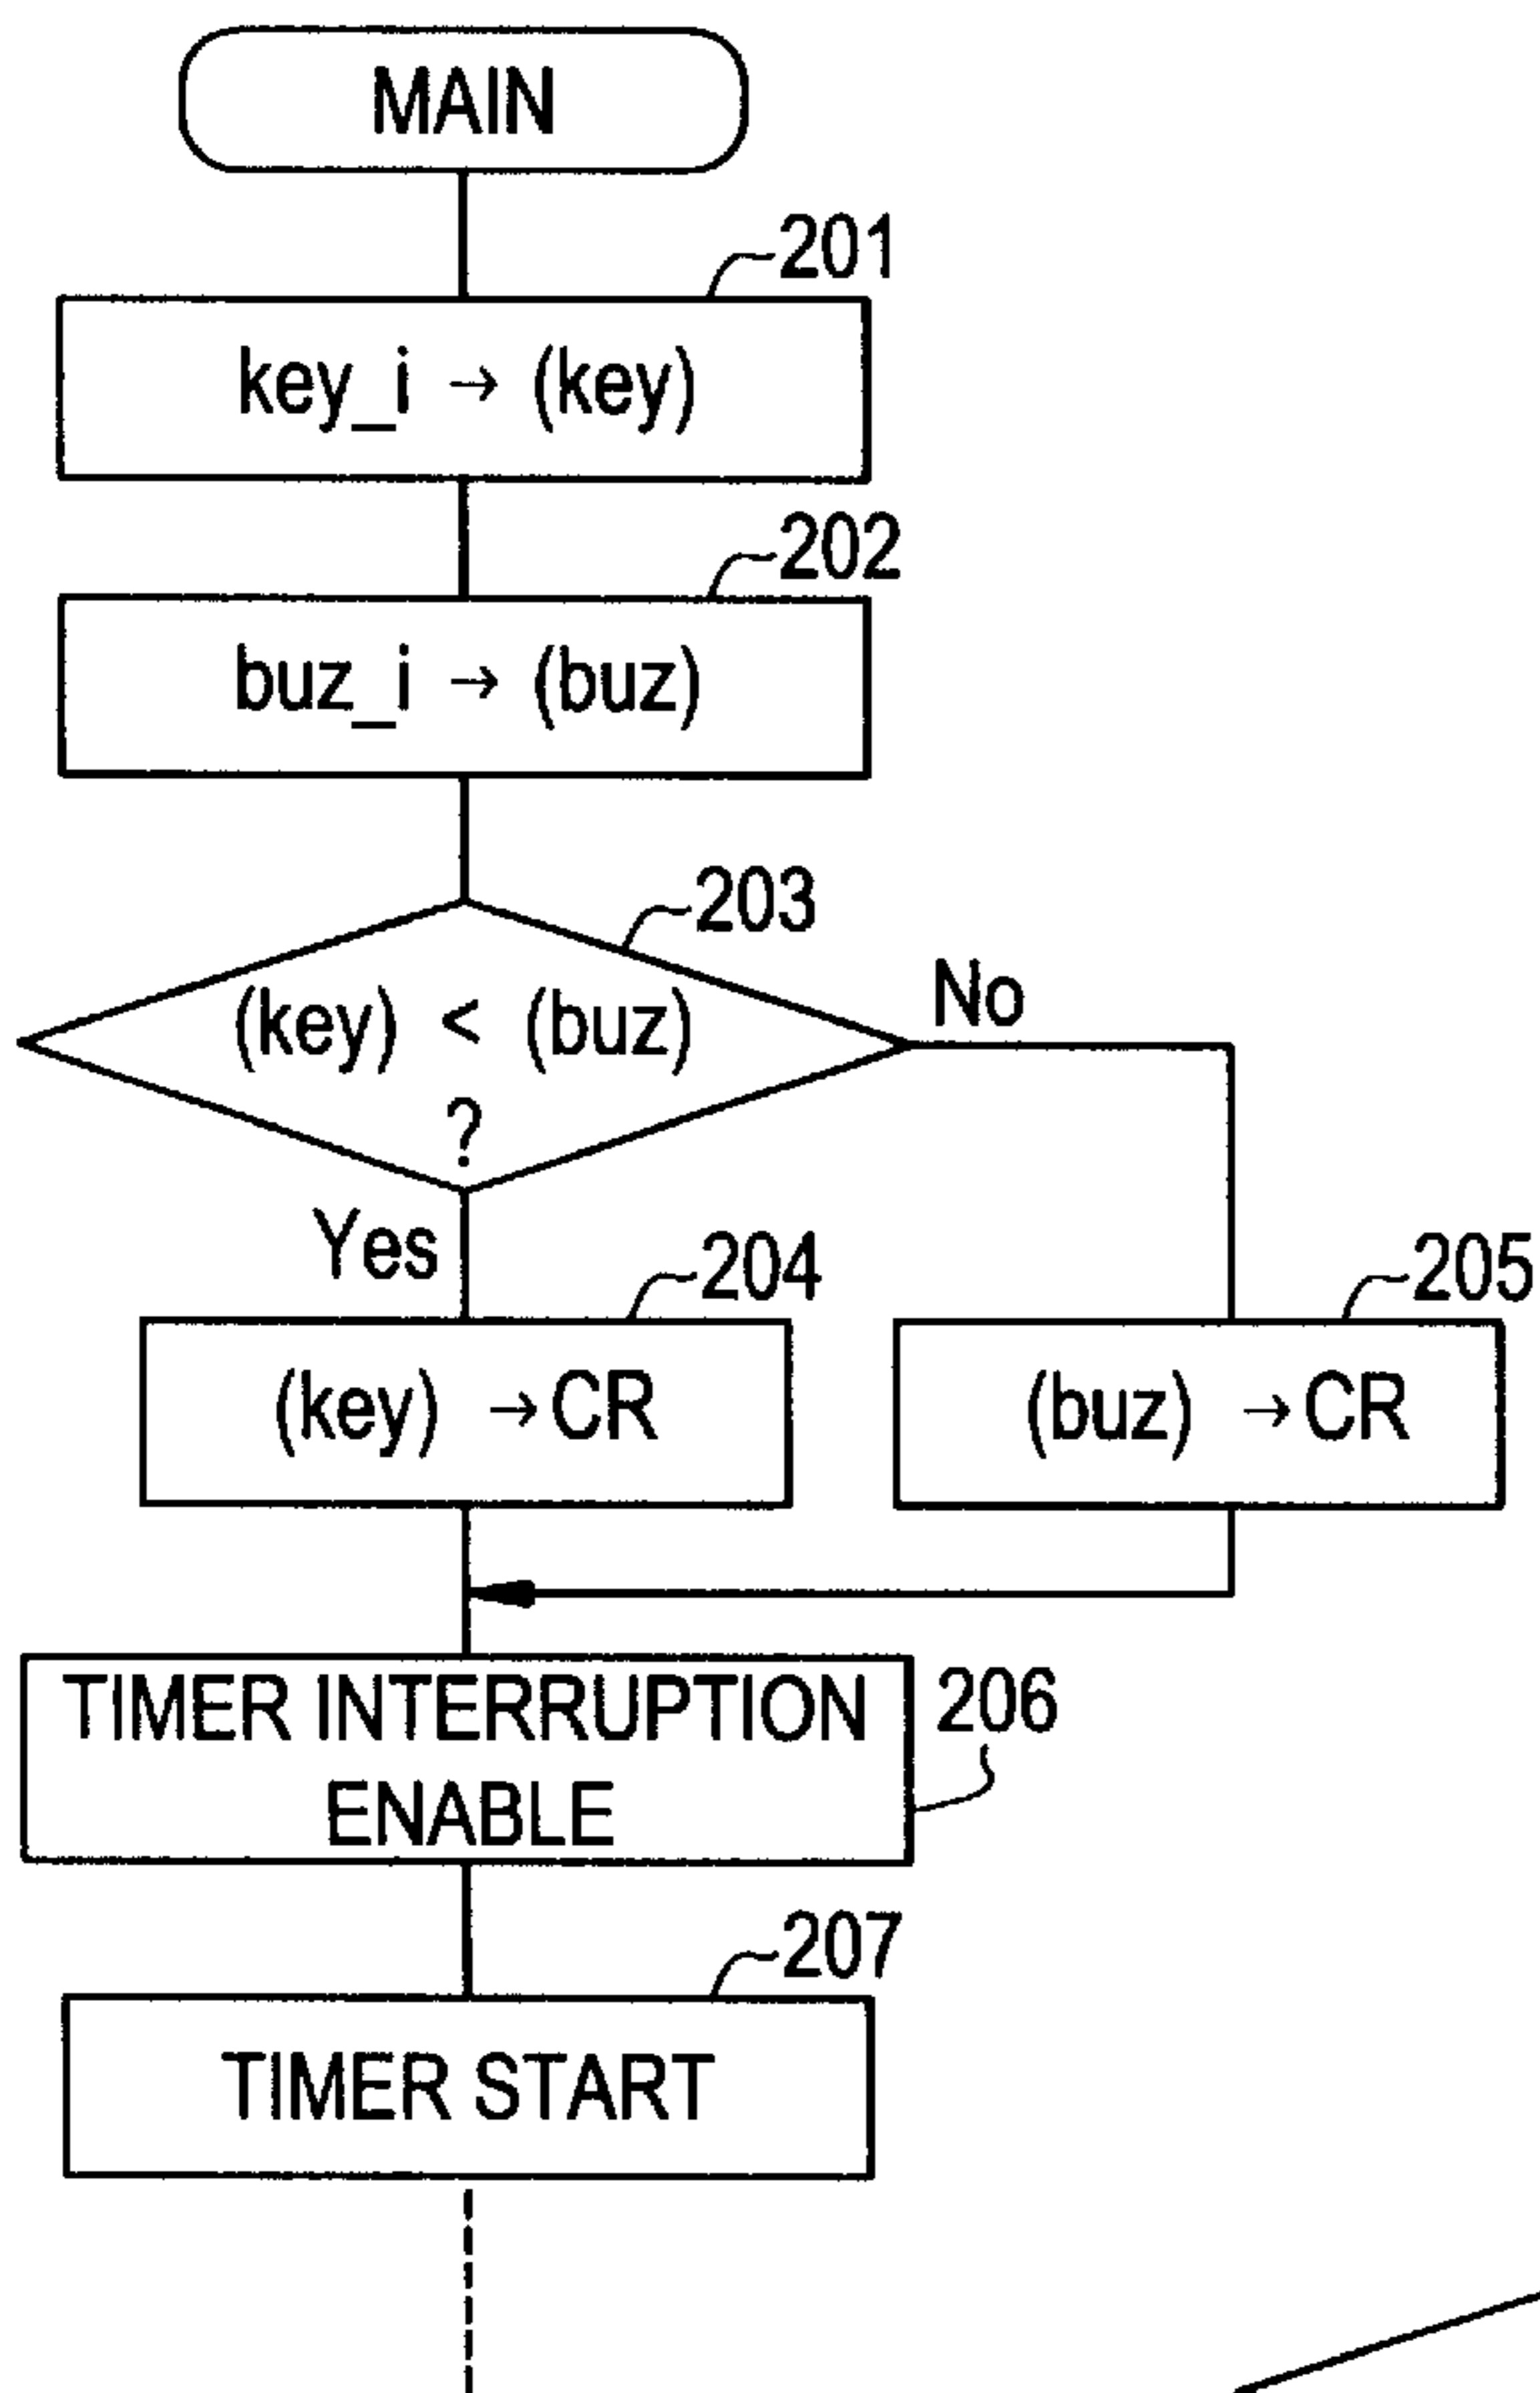 MAIN
201
key_i → (key)
202
buz_i → (buz)
203
(key) < (buz)
?
No
Yes
204
(key) → CR
205
(buz) → CR
TIMER INTERRUPTION
ENABLE
206
207
TIMER START